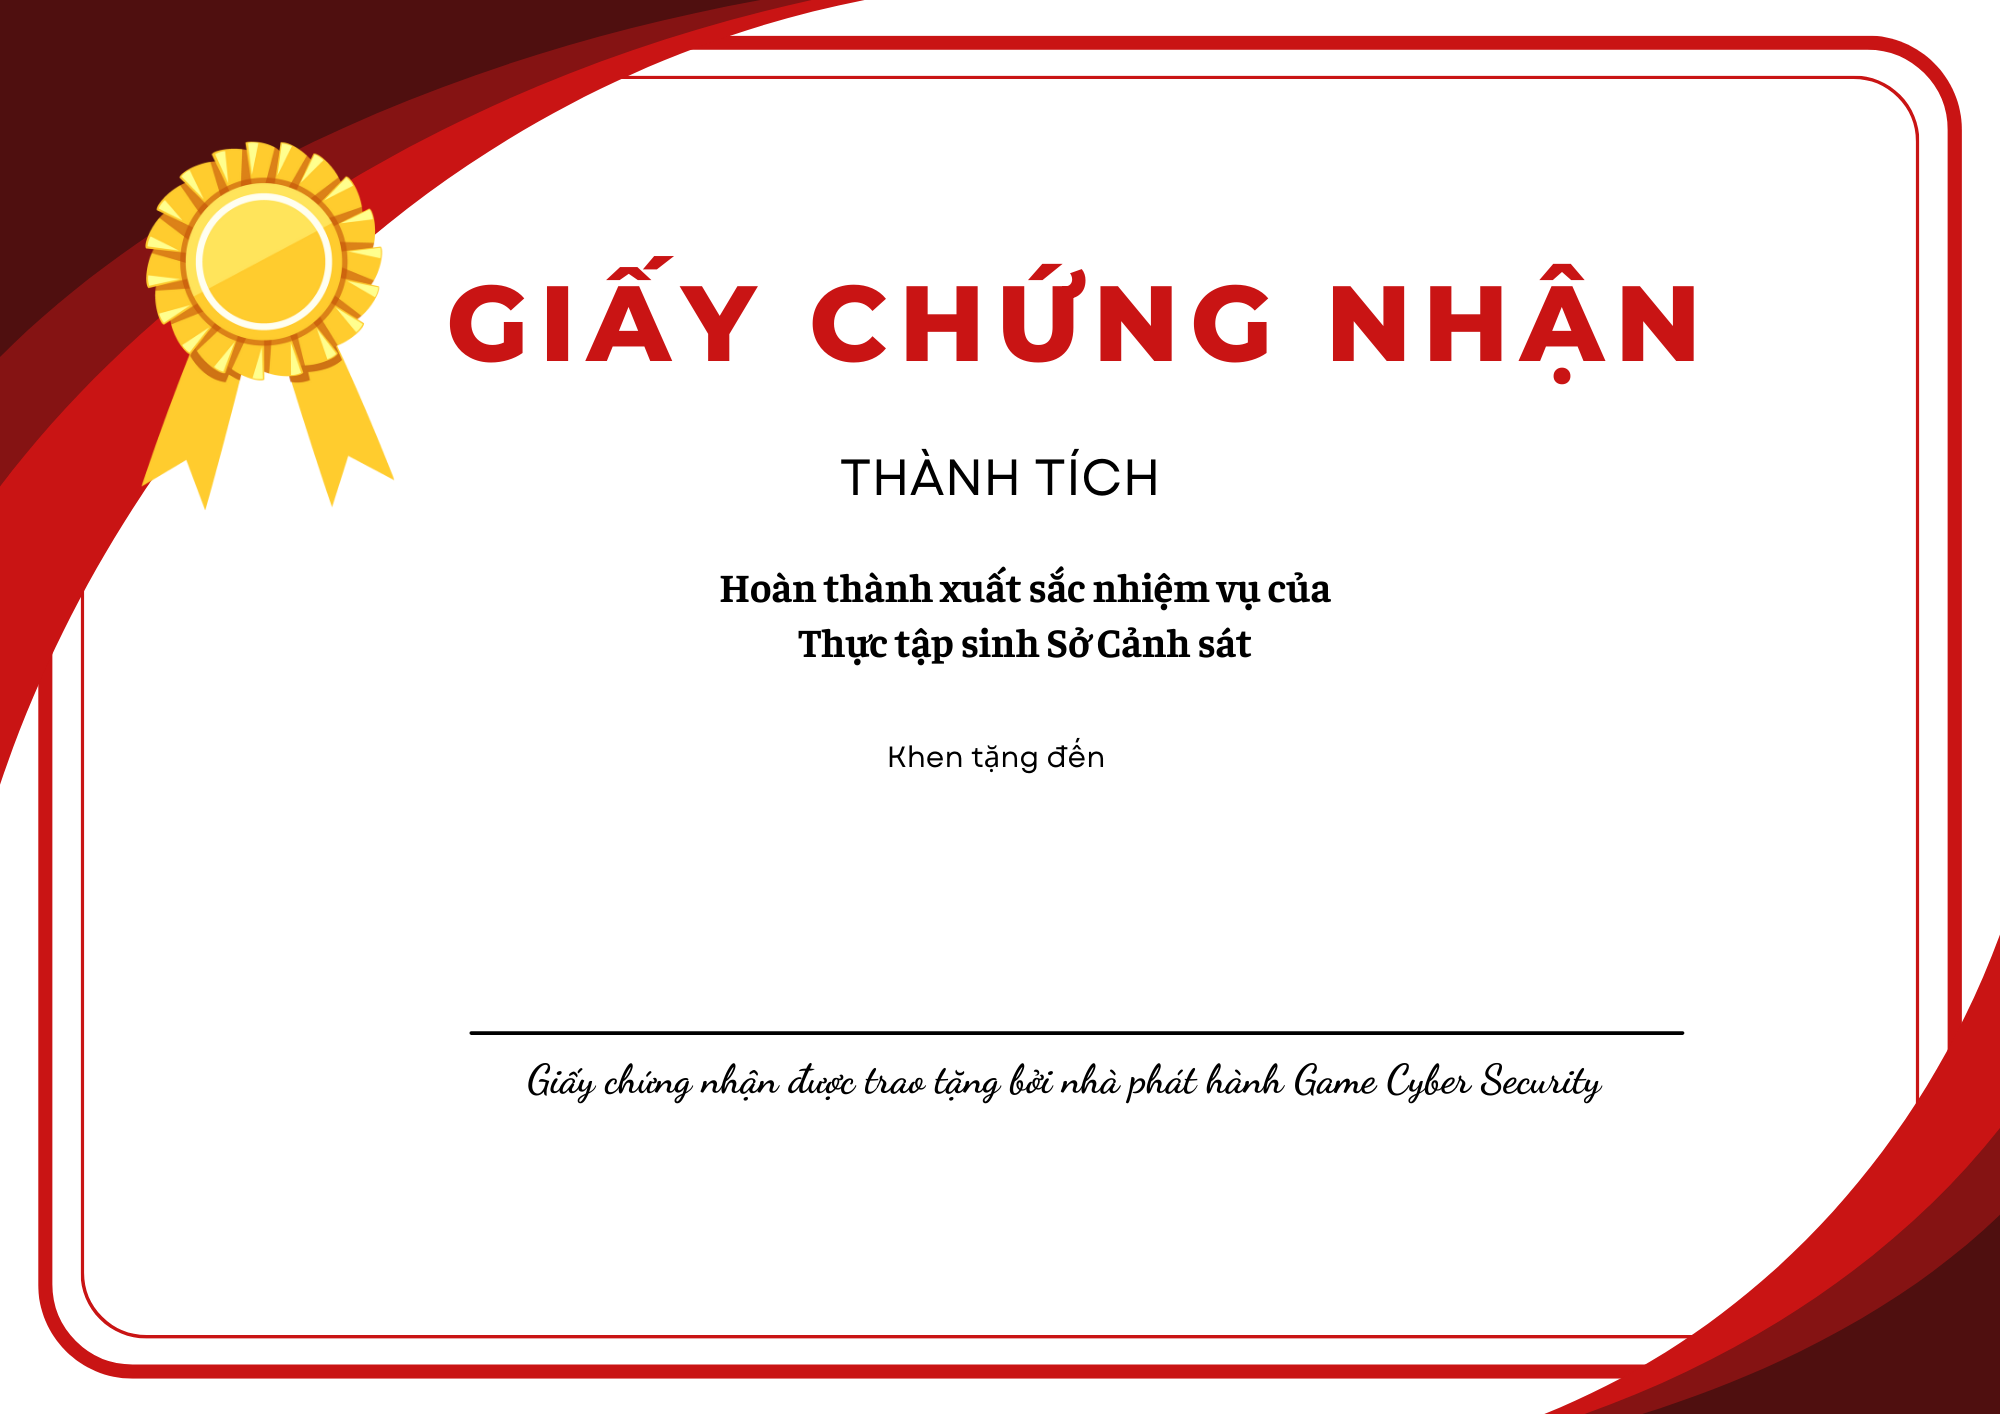 GIẤY CHỨNG NHẬN
THÀNH TÍCH
Hoàn thành xuất sắc nhiệm vụ của
Thực tập sinh Sở Cảnh sát
Khen tặng đến
Giấy chứng nhận được trao tặng bởi nhà phát hành Game Cyber Security